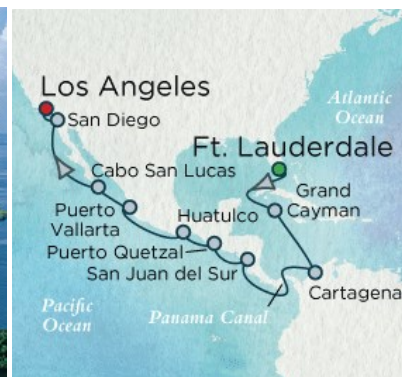 Los Angeles
San Diego
Atlantic
Ocean
Ft. Lauderdale
Cabo San Lucas
Grand
Cayman
Puerto
Vallarta
Huatulco
Puerto Quetzal
San Juan del Sur
Cartagena
Pacific
Ocean
Panama Canal